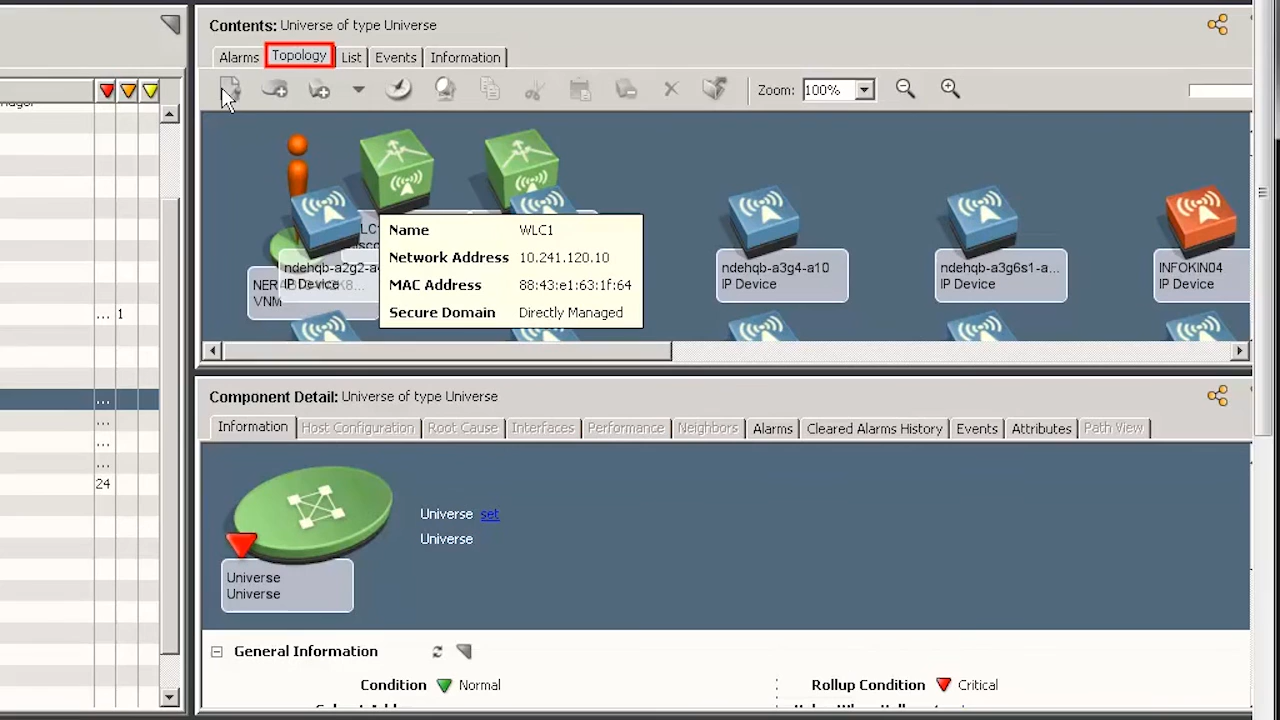 Contents: Universe of type Universe
Alarms Topology List Events Information
Zoom: 100%
Name WLC1
Network Address 10.241.120.10
MAC Address 88:43:e1:63:1f:64
Secure Domain Directly Managed
ndehqb-a2g2-a
IP Device
VNM
ndehqb-a3g4-a10
IP Device
ndehqb-a3g6s1-a...
IP Device
INFOKIN04
IP Device
... 1
...
...
...
...
24
Component Detail: Universe of type Universe
Information Host Configuration Root Cause Interfaces Performance Neighbors Alarms Cleared Alarms History Events Attributes Path View
Universe set
Universe
Universe
Universe
General Information
Condition Normal
Rollup Condition Critical